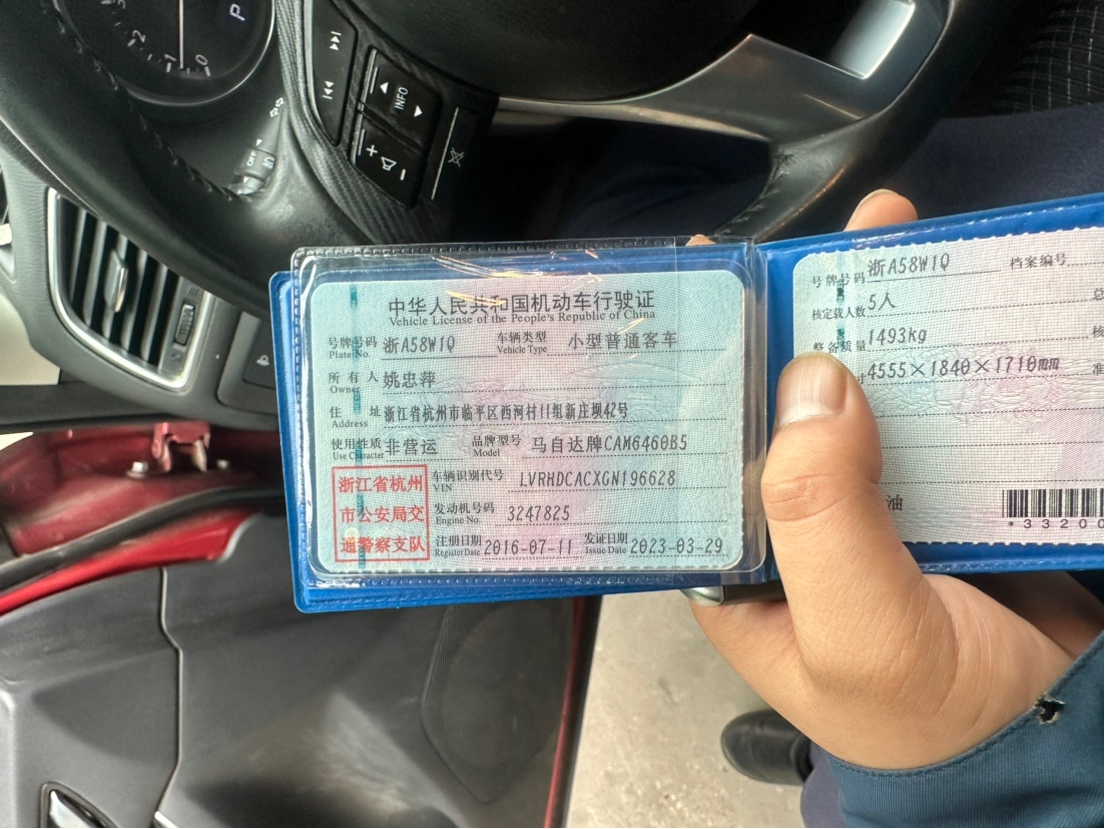 中华人民共和国机动车行驶证
Vehicle License of the People's Republic of China
号牌号码 浙A58W1Q 车辆类型 小型普通客车
Plate No. Vehicle Type
所有人 姚忠萍
Owner
住址 浙江省杭州市临平区西河村11组新庄坝42号
Address
使用性质 非营运 品牌型号 马自达牌CAM6460B5
Use Character Model
浙江省杭州
市公安局交
通警察支队
车辆识别代号 LVRHDCACXGN196628
VIN
发动机号码 3247825
Engine No.
注册日期 2016-07-11 发证日期 2023-03-29
Register Date Issue Date
号牌号码 浙A58W1Q 档案编号
核定载人数 5人 总
整备质量 1493kg
4555×1840×1710mm 准
油
*33200
INFO
P
2
1
0
+
-